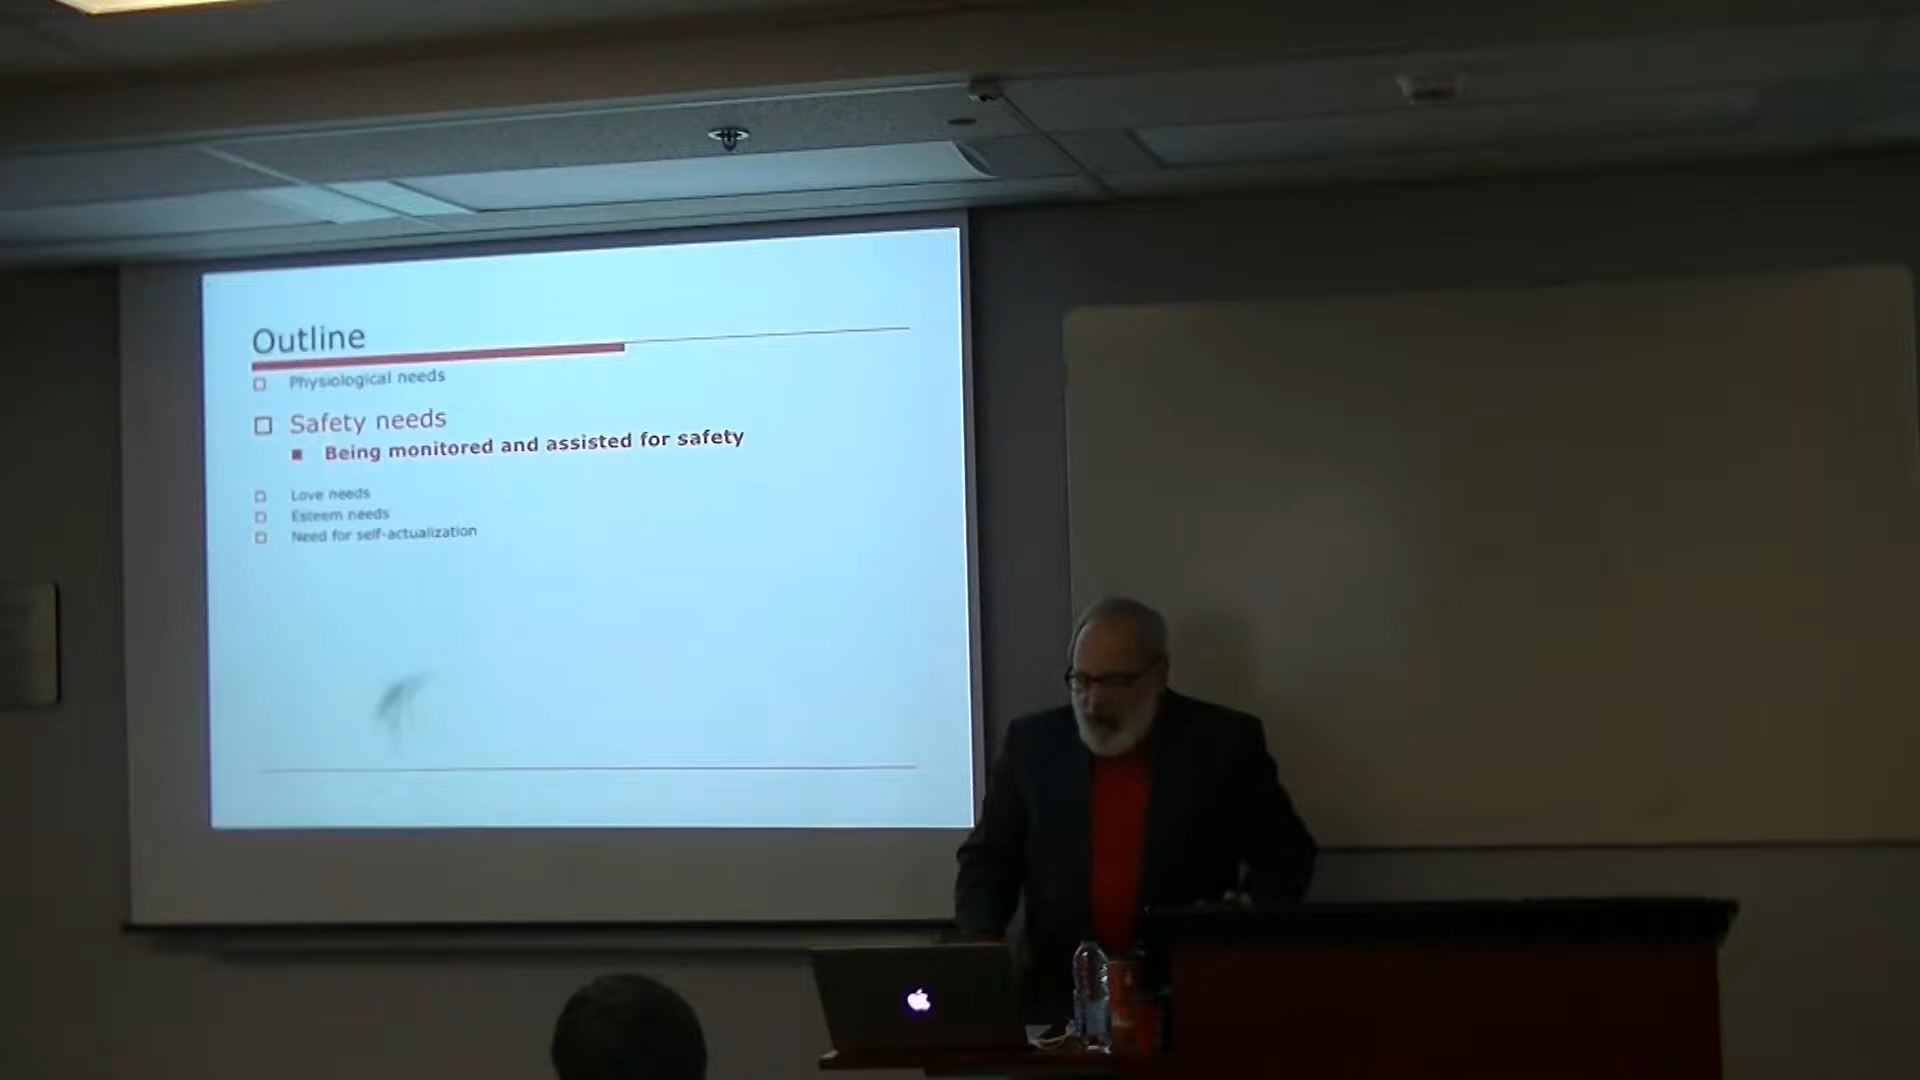 Outline
Physiological needs
Safety needs
Being monitored and assisted for safety
Love needs
Esteem needs
Need for self-actualization